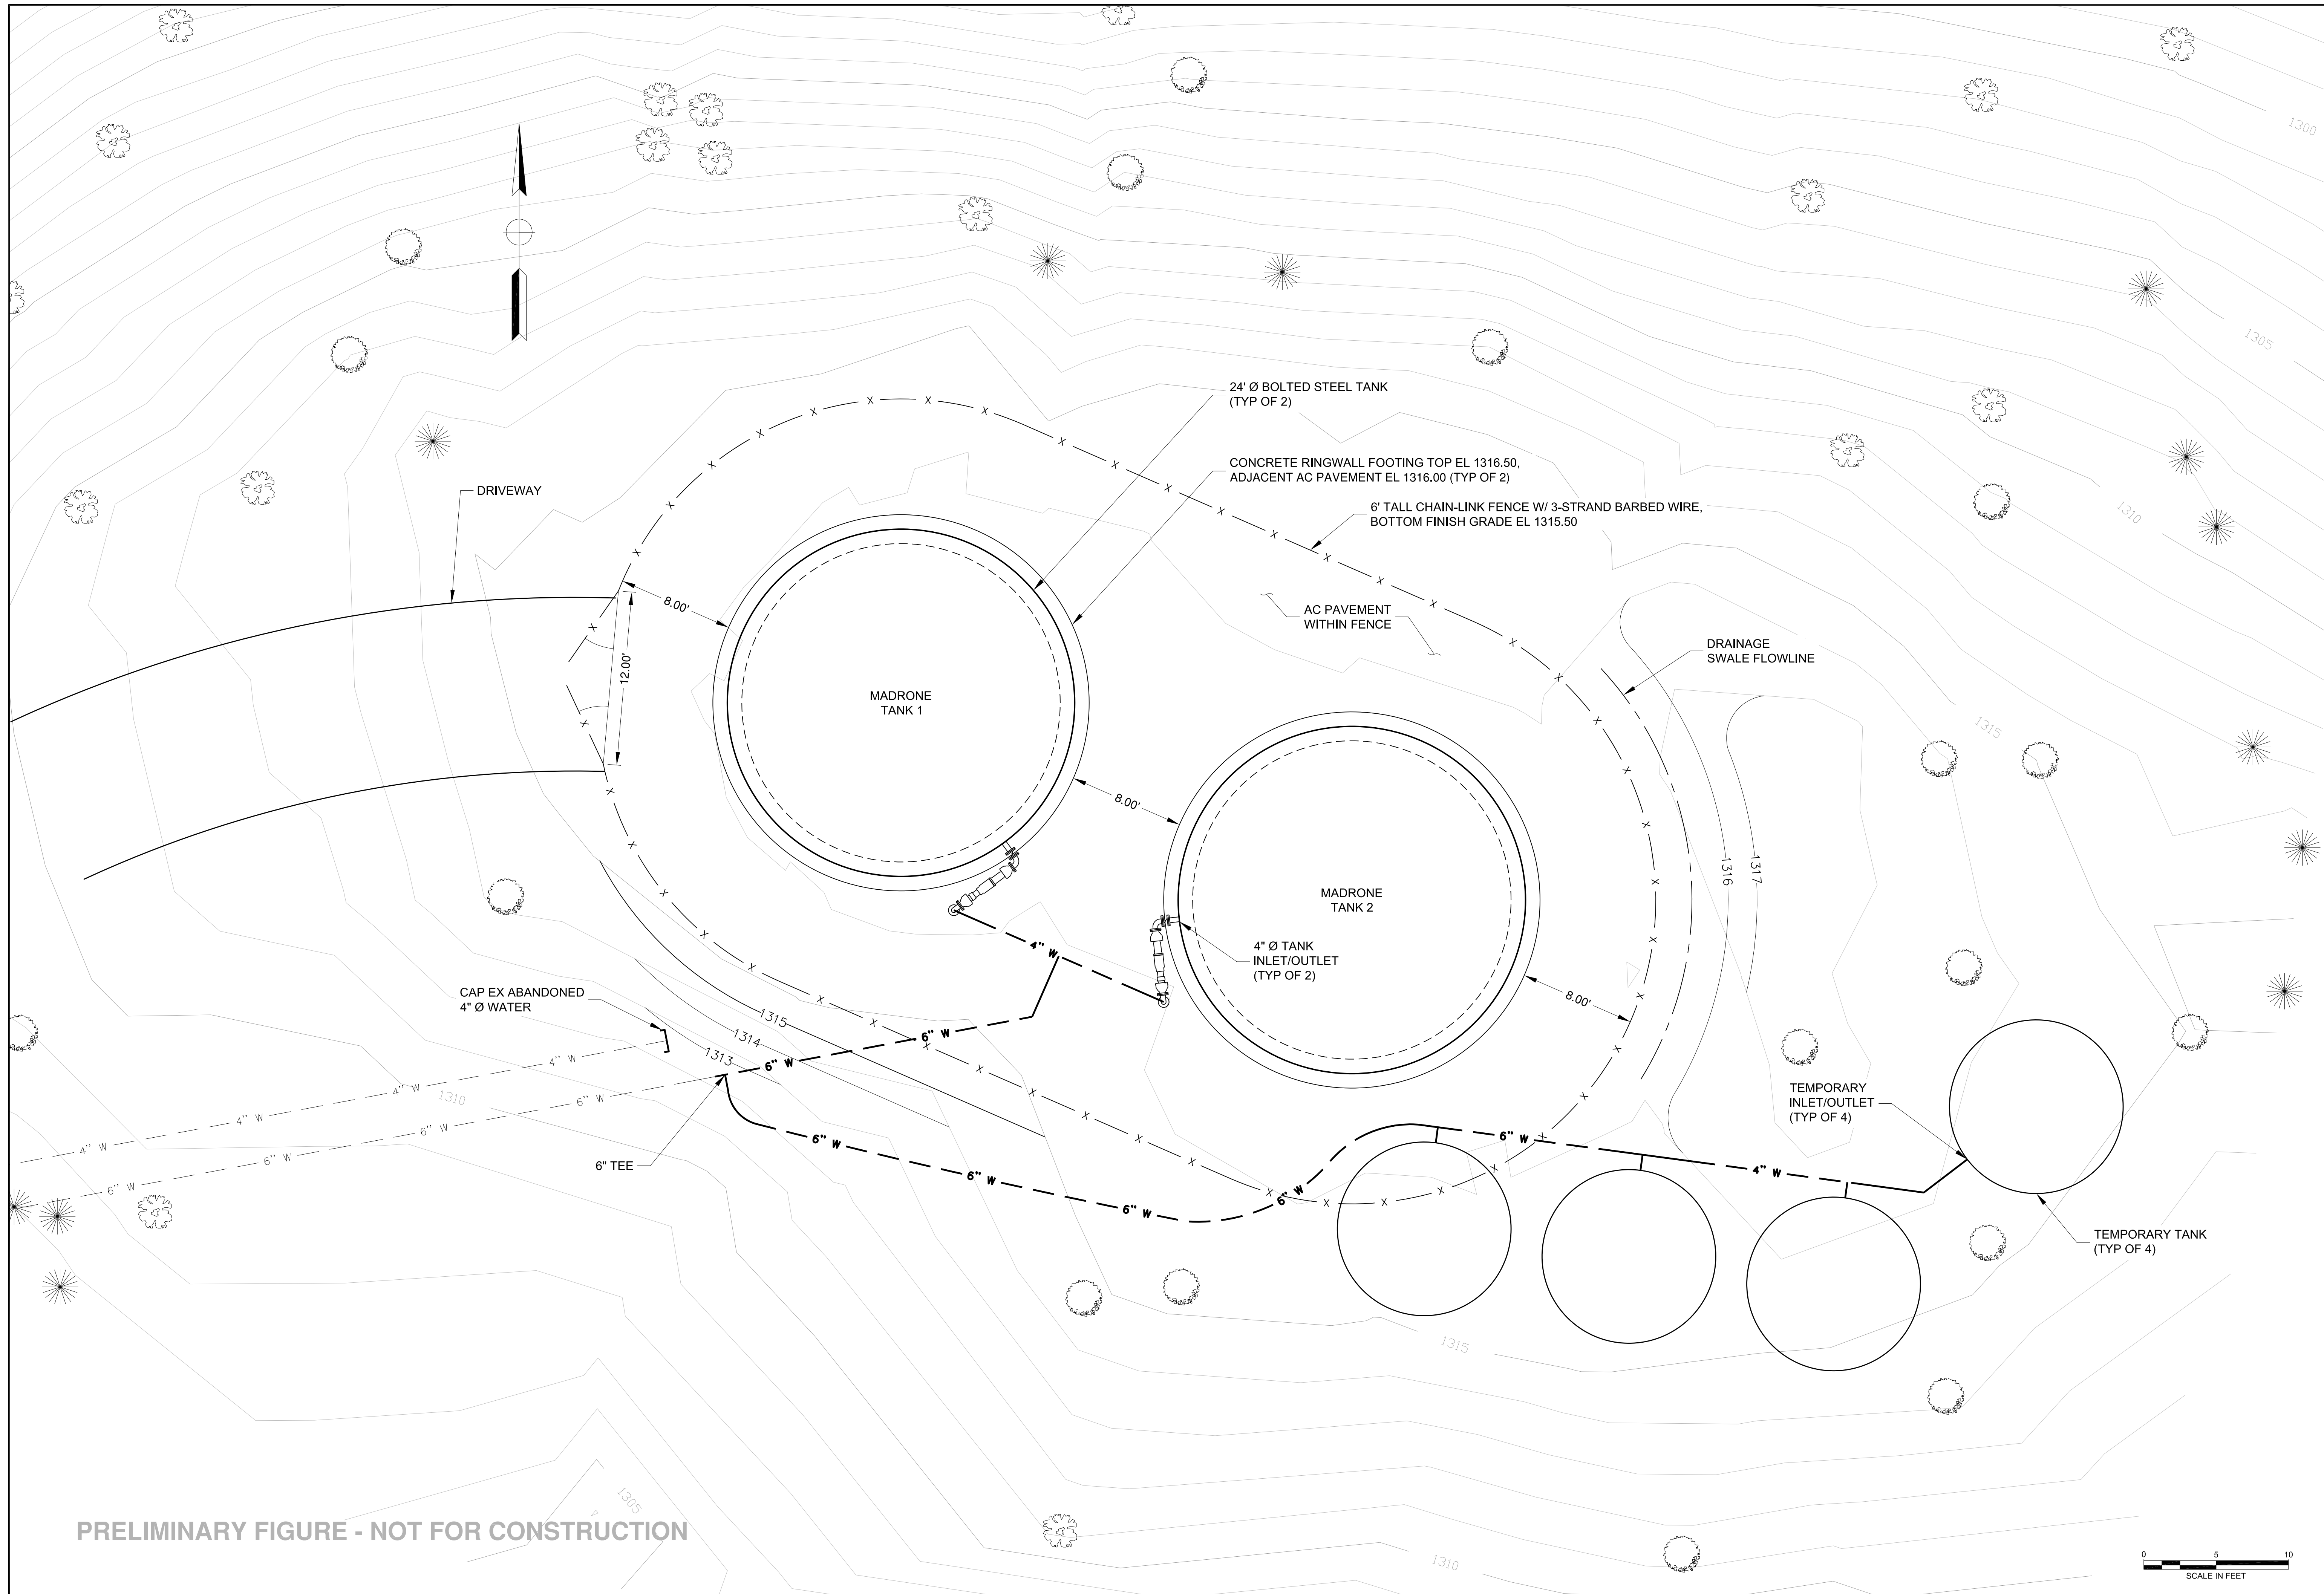 1300
1305
24' Ø BOLTED STEEL TANK
(TYP OF 2)
CONCRETE RINGWALL FOOTING TOP EL 1316.50,
ADJACENT AC PAVEMENT EL 1316.00 (TYP OF 2)
DRIVEWAY
6' TALL CHAIN-LINK FENCE W/ 3-STRAND BARBED WIRE,
BOTTOM FINISH GRADE EL 1315.50
1310
8.00'
AC PAVEMENT
WITHIN FENCE
12.00'
DRAINAGE
SWALE FLOWLINE
MADRONE
TANK 1
1315
8.00'
1316
1317
MADRONE
TANK 2
4" W
4" Ø TANK
INLET/OUTLET
(TYP OF 2)
CAP EX ABANDONED
4" Ø WATER
8.00'
1315
1314
1313
6" W
6" W
4" W
4" W
4" W
4" W
1310
6" W
6" W
6" W
6" W
TEMPORARY
INLET/OUTLET
(TYP OF 4)
6" TEE
6" W
6" W
6" W
6" W
6" W
4" W
TEMPORARY TANK
(TYP OF 4)
1315
1305
PRELIMINARY FIGURE - NOT FOR CONSTRUCTION
1310
0 5 10
SCALE IN FEET